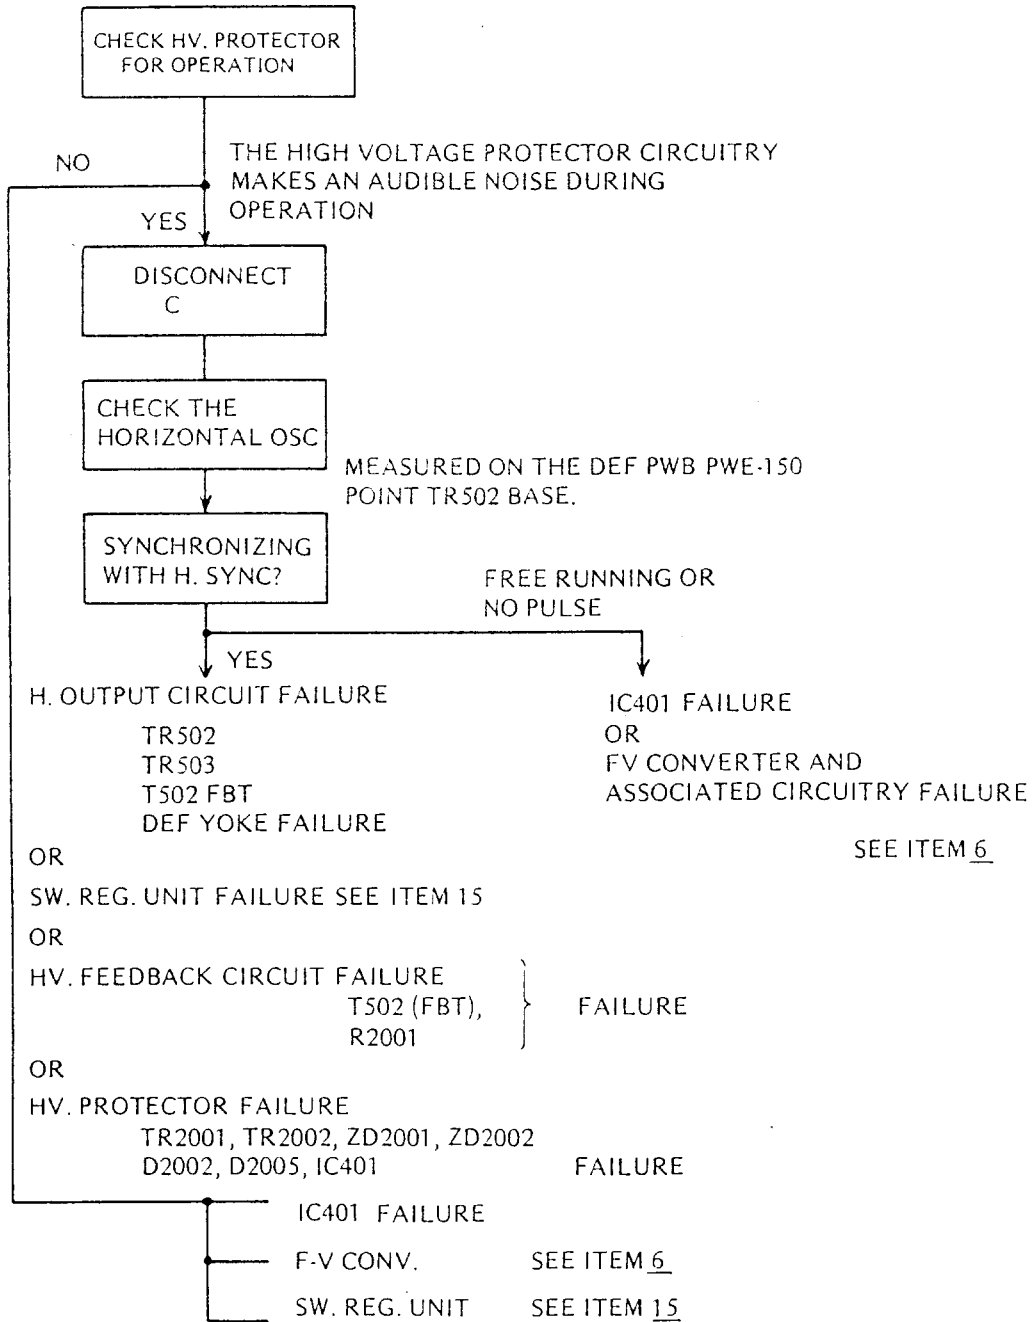 CHECK HV. PROTECTOR
FOR OPERATION
NO
THE HIGH VOLTAGE PROTECTOR CIRCUITRY
MAKES AN AUDIBLE NOISE DURING
OPERATION
YES
DISCONNECT
C
CHECK THE
HORIZONTAL OSC
MEASURED ON THE DEF PWB PWE-150
POINT TR502 BASE.
SYNCHRONIZING
WITH H. SYNC?
FREE RUNNING OR
NO PULSE
YES
H. OUTPUT CIRCUIT FAILURE
TR502
TR503
T502 FBT
DEF YOKE FAILURE
IC401 FAILURE
OR
FV CONVERTER AND
ASSOCIATED CIRCUITRY FAILURE
SEE ITEM 6
OR
SW. REG. UNIT FAILURE SEE ITEM 15
OR
HV. FEEDBACK CIRCUIT FAILURE
T502 (FBT),
R2001
FAILURE
OR
HV. PROTECTOR FAILURE
TR2001, TR2002, ZD2001, ZD2002
D2002, D2005, IC401 FAILURE
IC401 FAILURE
F-V CONV. SEE ITEM 6
SW. REG. UNIT SEE ITEM 15